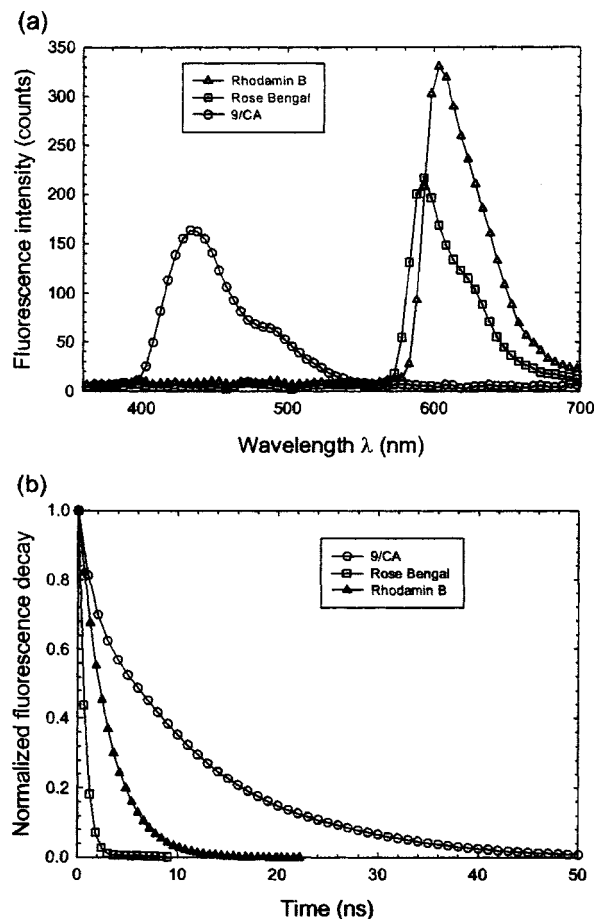 (a)
Fluorescence intensity (counts)
350
300
250
200
150
100
50
0
Rhodamin B
Rose Bengal
9/CA
400
500
600
700
Wavelength λ (nm)
(b)
Normalized fluorescence decay
1.0
0.8
0.6
0.4
0.2
0.0
9/CA
Rose Bengal
Rhodamin B
0
10
20
30
40
50
Time (ns)